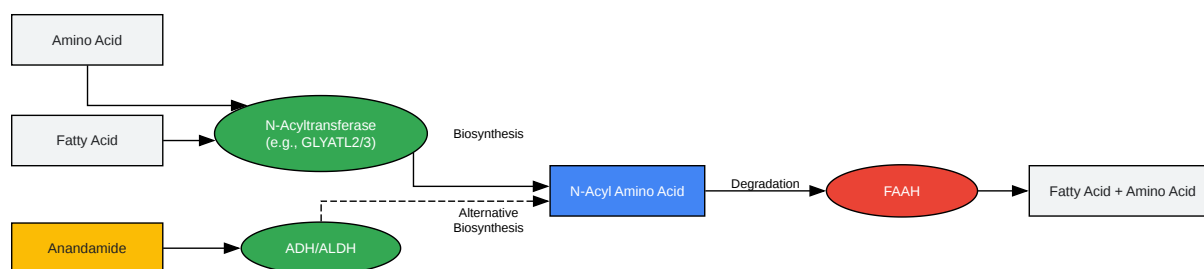 Amino Acid
Fatty Acid
N-Acyltransferase
(e.g., GLYATL2/3)
Biosynthesis
N-Acyl Amino Acid
Degradation
FAAH
Fatty Acid + Amino Acid
Alternative
Biosynthesis
Anandamide
ADH/ALDH